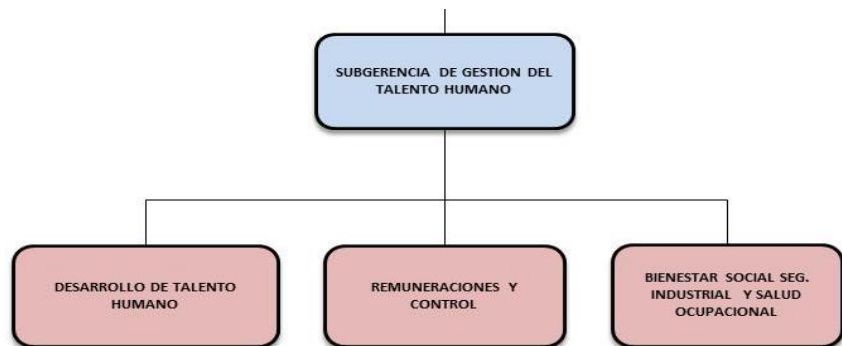 SUBGERENCIA DE GESTION DEL
TALENTO HUMANO
DESARROLLO DE TALENTO
HUMANO
REMUNERACIONES Y
CONTROL
BIENESTAR SOCIAL SEG.
INDUSTRIAL Y SALUD
OCUPACIONAL